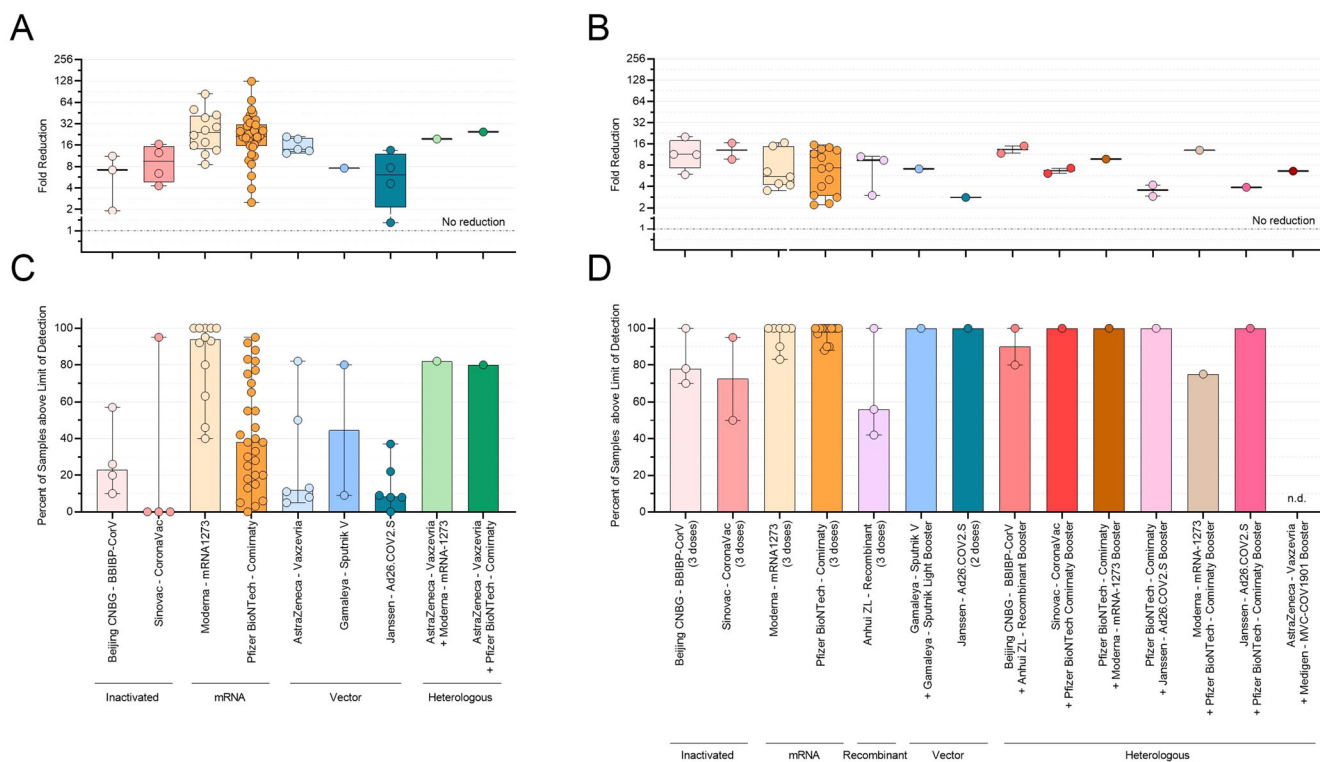 A
Fold Reduction
256
128
64
32
16
8
4
2
1
No reduction
B
Fold Reduction
256
128
64
32
16
8
4
2
1
No reduction
C
Percent of Samples above Limit of Detection
100
80
60
40
20
0
Beijing CNBG - BBIBP-CorV
Sinovac - CoronaVac
Moderna - mRNA1273
Pfizer BioNTech - Comirnaty
AstraZeneca - Vaxzevria
Gamaleya - Sputnik V
Janssen - Ad26.COV2.S
AstraZeneca - Vaxzevria
+ Moderna - mRNA-1273
AstraZeneca - Vaxzevria
+ Pfizer BioNTech - Comirnaty
Inactivated
mRNA
Vector
Heterologous
D
Percent of Samples above Limit of Detection
100
80
60
40
20
0
n.d.
Beijing CNBG - BBIBP-CorV
(3 doses)
Sinovac - CoronaVac
(3 doses)
Moderna - mRNA1273
(3 doses)
Pfizer BioNTech - Comirnaty
(3 doses)
Anhui ZL - Recombinant
(3 doses)
Gamaleya - Sputnik V
+ Gamaleya - Sputnik Light Booster
Janssen - Ad26.COV2.S
(2 doses)
Beijing CNBG - BBIBP-CorV
+ Anhui ZL - Recombinant Booster
Sinovac - CoronaVac
+ Pfizer BioNTech Comirnaty Booster
Pfizer BioNTech - Comirnaty
+ Moderna - mRNA-1273 Booster
Pfizer BioNTech - Comirnaty
+ Janssen - Ad26.COV2.S Booster
Moderna - mRNA-1273
+ Pfizer BioNTech - Comirnaty Booster
Janssen - Ad26.COV2.S
+ Pfizer BioNTech - Comirnaty Booster
AstraZeneca - Vaxzevria
+ Medigen - MVC-COV1901 Booster
Inactivated
mRNA
Recombinant
Vector
Heterologous